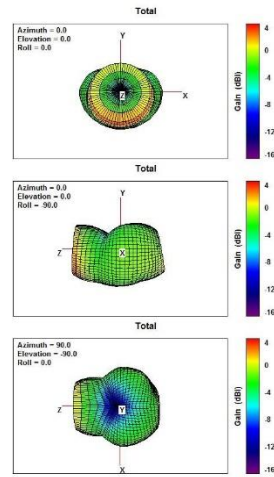 Total
Azimuth = 0.0
Elevation = 0.0
Roll = 0.0
Y
Z
X
4
0
-4
-8
-12
-16
Gain (dBi)
Total
Azimuth = 0.0
Elevation = 0.0
Roll = -90.0
Y
Z
X
4
0
-4
-8
-12
-16
Gain (dBi)
Total
Azimuth = 90.0
Elevation = -90.0
Roll = 0.0
Z
Y
X
4
0
-4
-8
-12
-16
Gain (dBi)